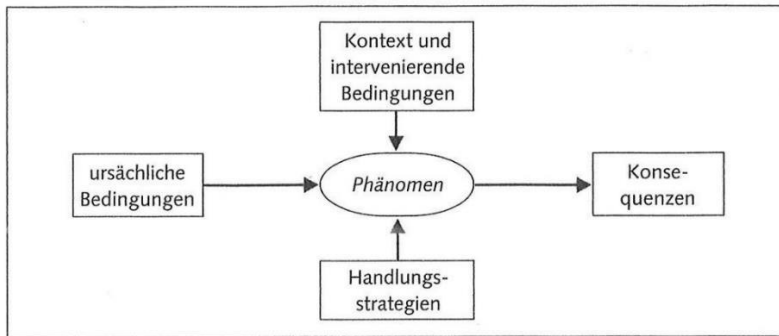 Kontext und
intervenierende
Bedingungen
ursächliche
Bedingungen
Phänomen
Konse-
quenzen
Handlungs-
strategien